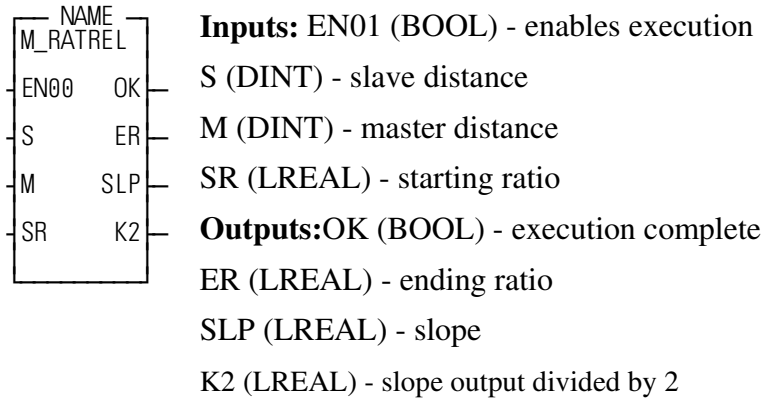 NAME
M_RATREL
EN00 OK
S ER
M SLP
SR K2
Inputs: EN01 (BOOL) - enables execution
S (DINT) - slave distance
M (DINT) - master distance
SR (LREAL) - starting ratio
Outputs:OK (BOOL) - execution complete
ER (LREAL) - ending ratio
SLP (LREAL) - slope
K2 (LREAL) - slope output divided by 2